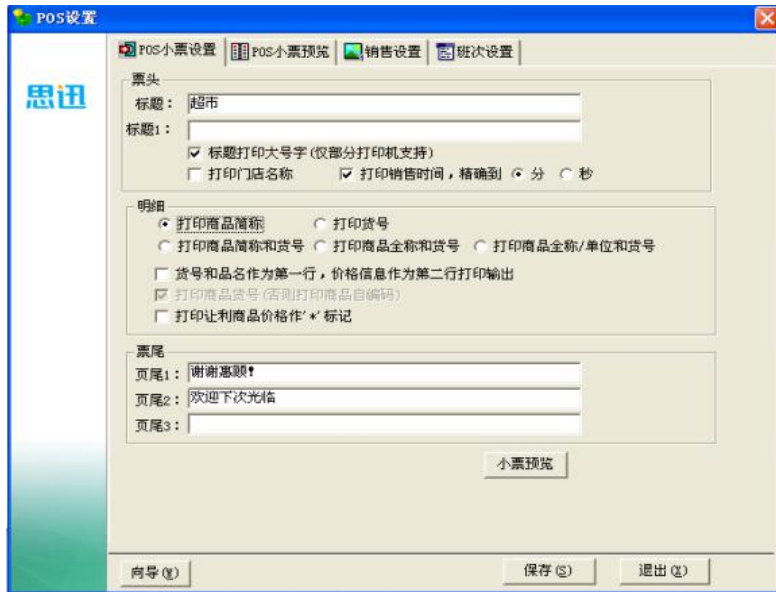 POS设置
POS小票设置 POS小票预览 销售设置 班次设置
思迅
票头
标题： 超市
标题1：
标题打印大号字(仅部分打印机支持)
打印门店名称 打印销售时间，精确到 分 秒
明细
打印商品简称 打印货号
打印商品简称和货号 打印商品全称和货号 打印商品全称/单位和货号
货号和品名作为第一行，价格信息作为第二行打印输出
打印商品货号(否则打印商品自编码)
打印让利商品价格作'*'标记
票尾
页尾1： 谢谢惠顾!
页尾2： 欢迎下次光临
页尾3：
小票预览
向导(W) 保存(S) 退出(X)